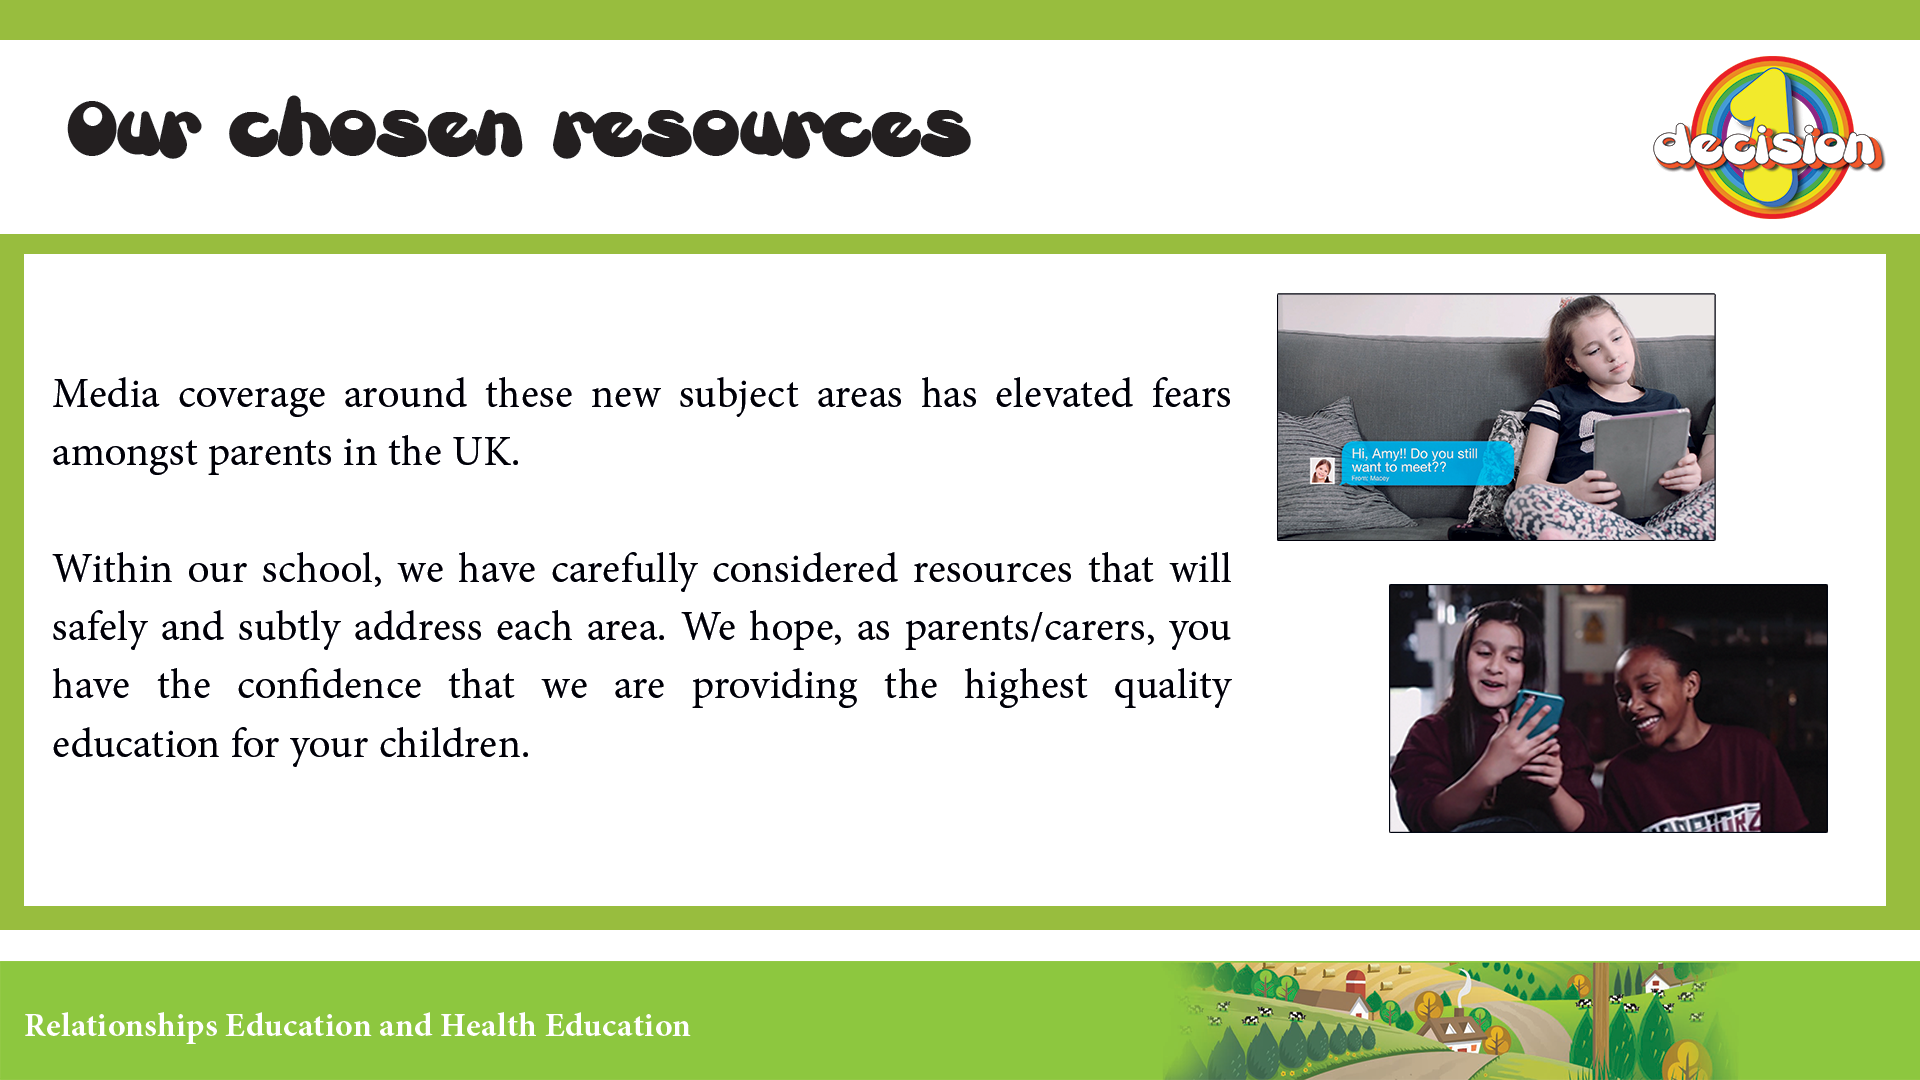 Our chosen resources
1
decision
Media coverage around these new subject areas has elevated fears
amongst parents in the UK.
Within our school, we have carefully considered resources that will
safely and subtly address each area. We hope, as parents/carers, you
have the confidence that we are providing the highest quality
education for your children.
Hi, Amy!! Do you still
want to meet??
From: Macey
Relationships Education and Health Education